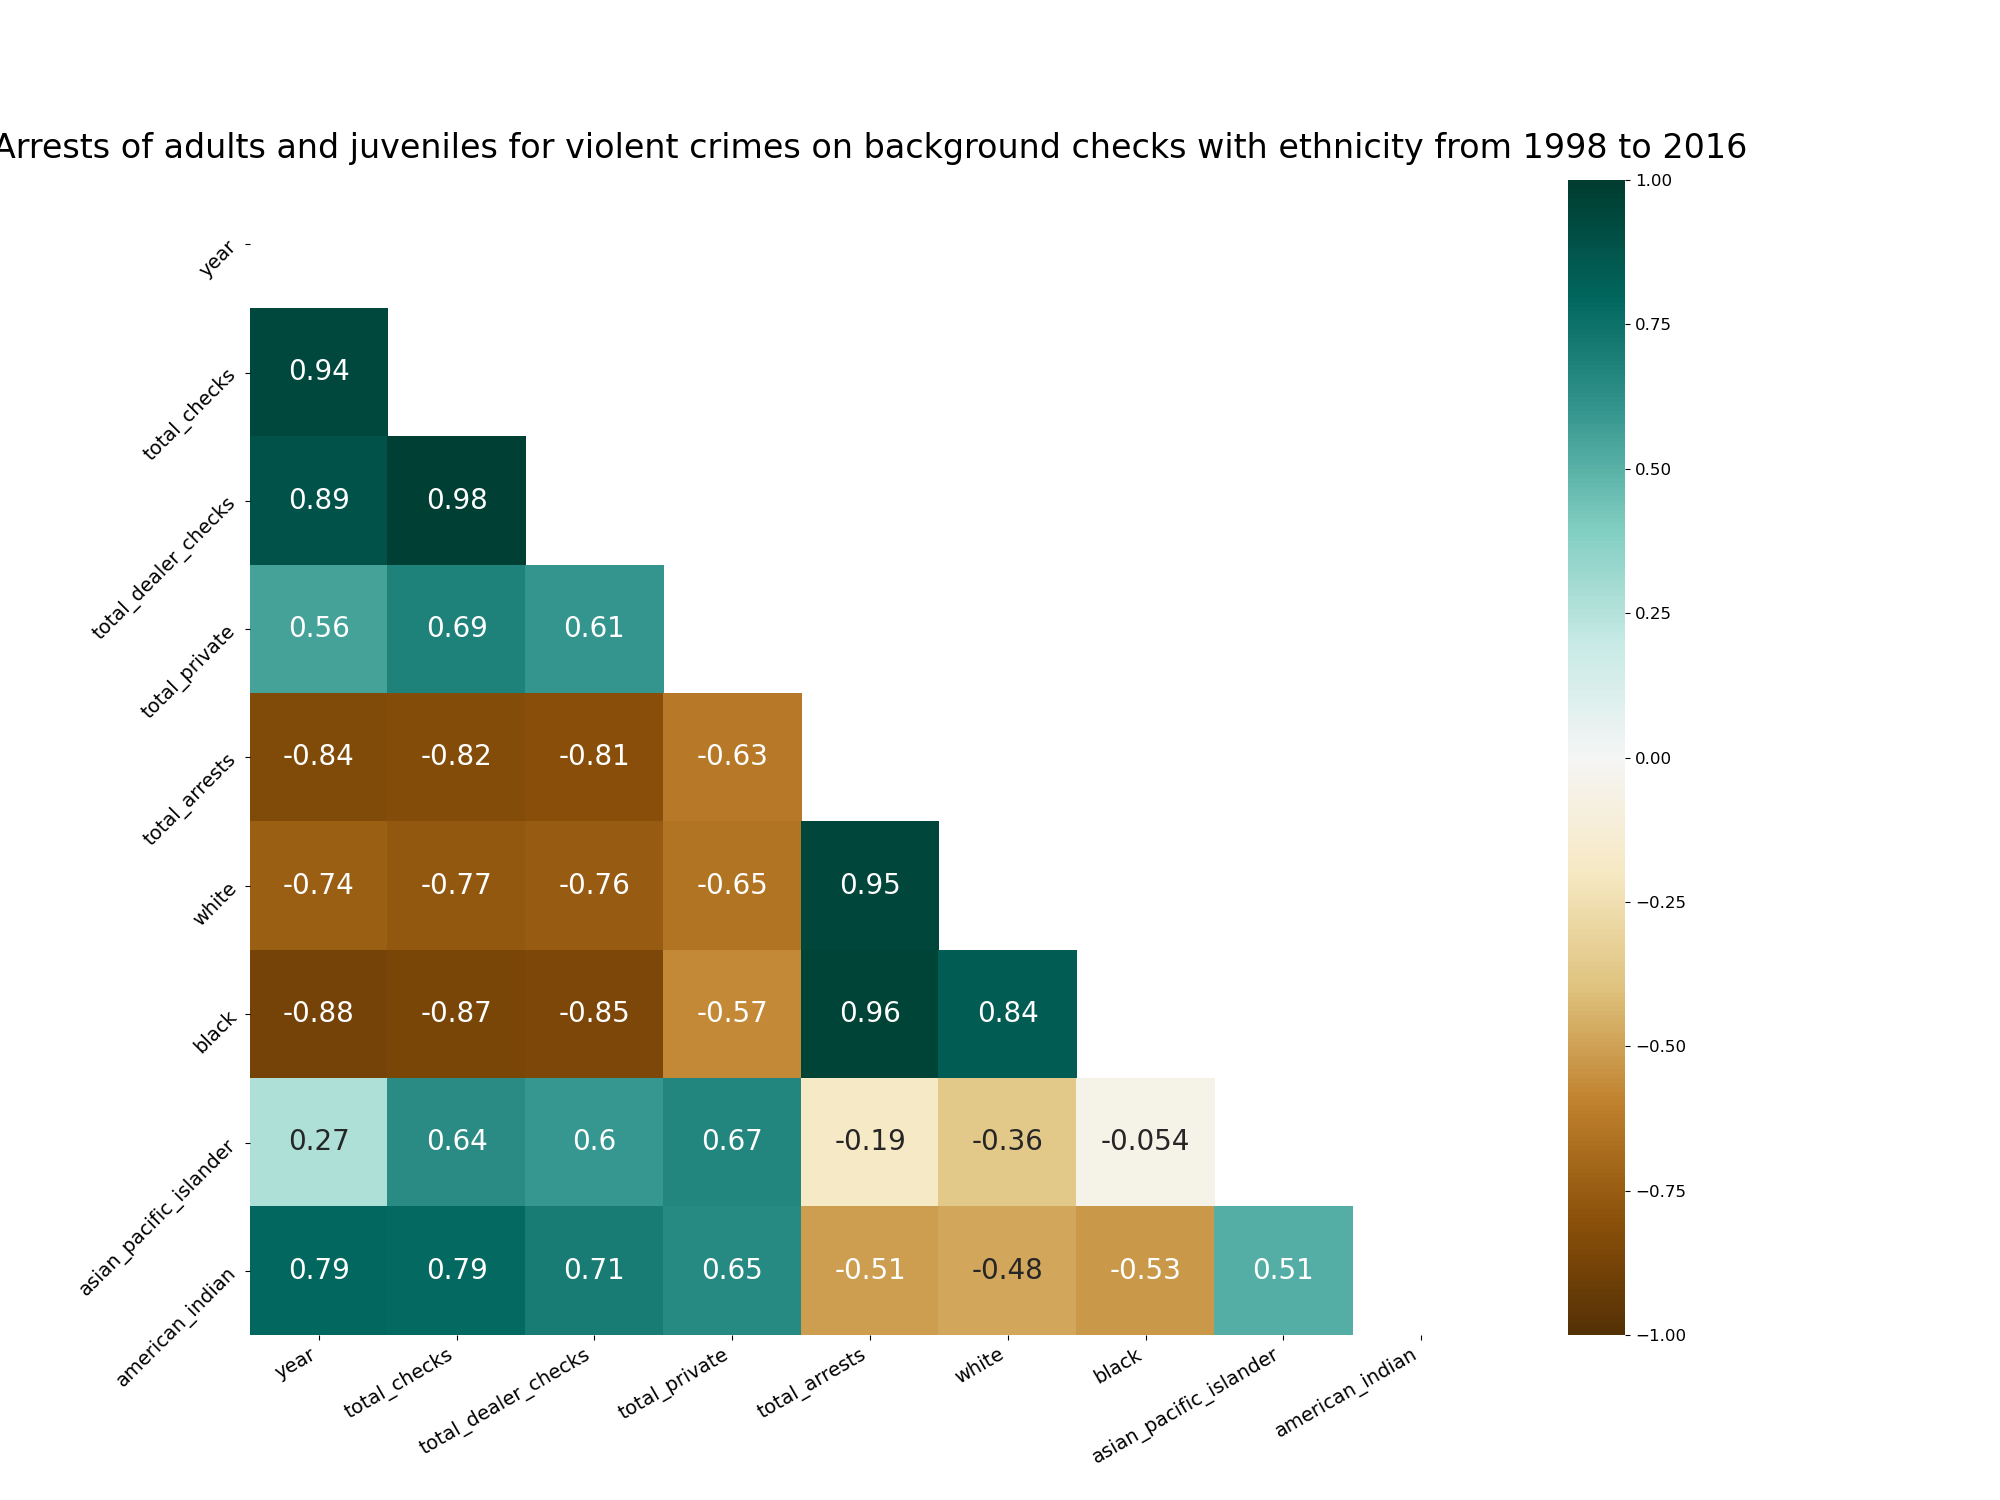 Arrests of adults and juveniles for violent crimes on background checks with ethnicity from 1998 to 2016
1.00
year
0.75
total_checks
0.94
0.50
total_dealer_checks
0.89 0.98
total_private
0.56 0.69 0.61
0.25
total_arrests
-0.84 -0.82 -0.81 -0.63
0.00
white
-0.74 -0.77 -0.76 -0.65 0.95
−0.25
black
-0.88 -0.87 -0.85 -0.57 0.96 0.84
−0.50
asian_pacific_islander
0.27 0.64 0.6 0.67 -0.19 -0.36 -0.054
−0.75
american_indian
0.79 0.79 0.71 0.65 -0.51 -0.48 -0.53 0.51
−1.00
year
total_checks
total_dealer_checks
total_private
total_arrests
white
black
asian_pacific_islander
american_indian